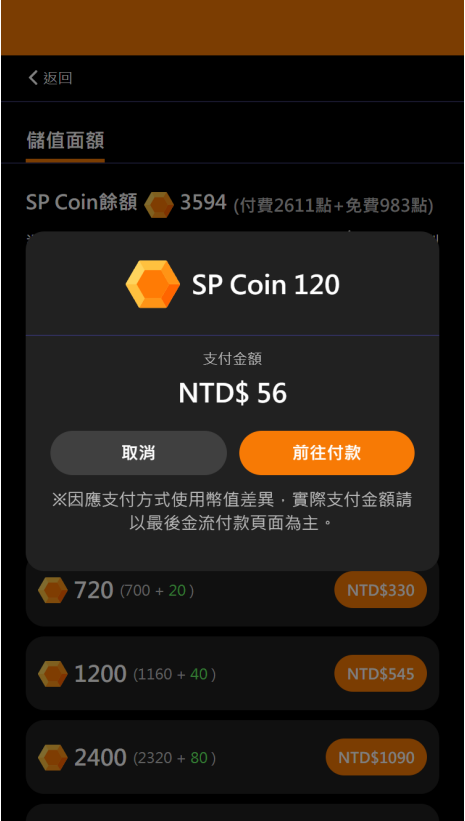 返回
儲值面額
SP Coin餘額 3594 (付費2611點+免費983點)
SP Coin 120
支付金額
NTD$ 56
取消 前往付款
※因應支付方式使用幣值差異，實際支付金額請
以最後金流付款頁面為主。
720 (700 + 20) NTD$330
1200 (1160 + 40) NTD$545
2400 (2320 + 80) NTD$1090